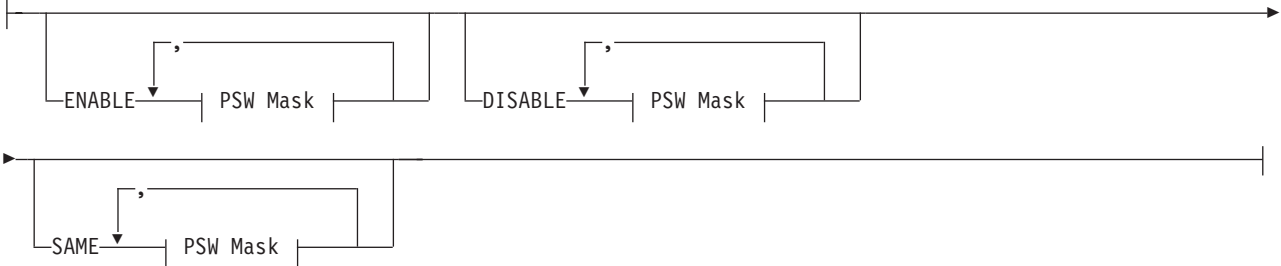 , ,
ENABLE PSW Mask DISABLE PSW Mask
,
SAME PSW Mask